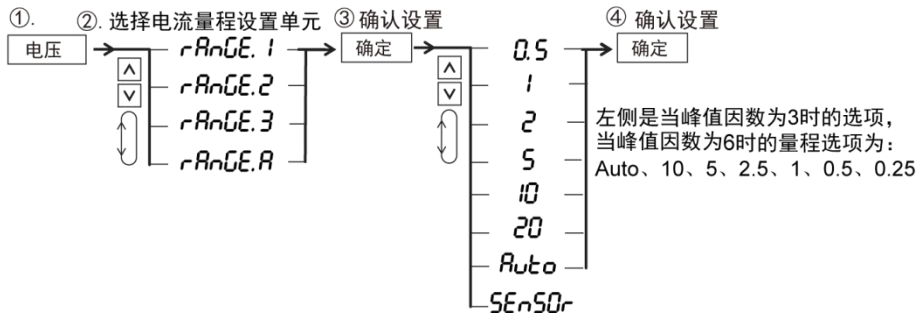 ①. ②. 选择电流量程设置单元 ③ 确认设置 ④ 确认设置
电压 rAnGE.1 确定 0.5 确定
rAnGE.2 1
rAnGE.3 2
rAnGE.A 5
10
20
Auto
SEnSOr
左侧是当峰值因数为3时的选项，
当峰值因数为6时的量程选项为：
Auto、10、5、2.5、1、0.5、0.25